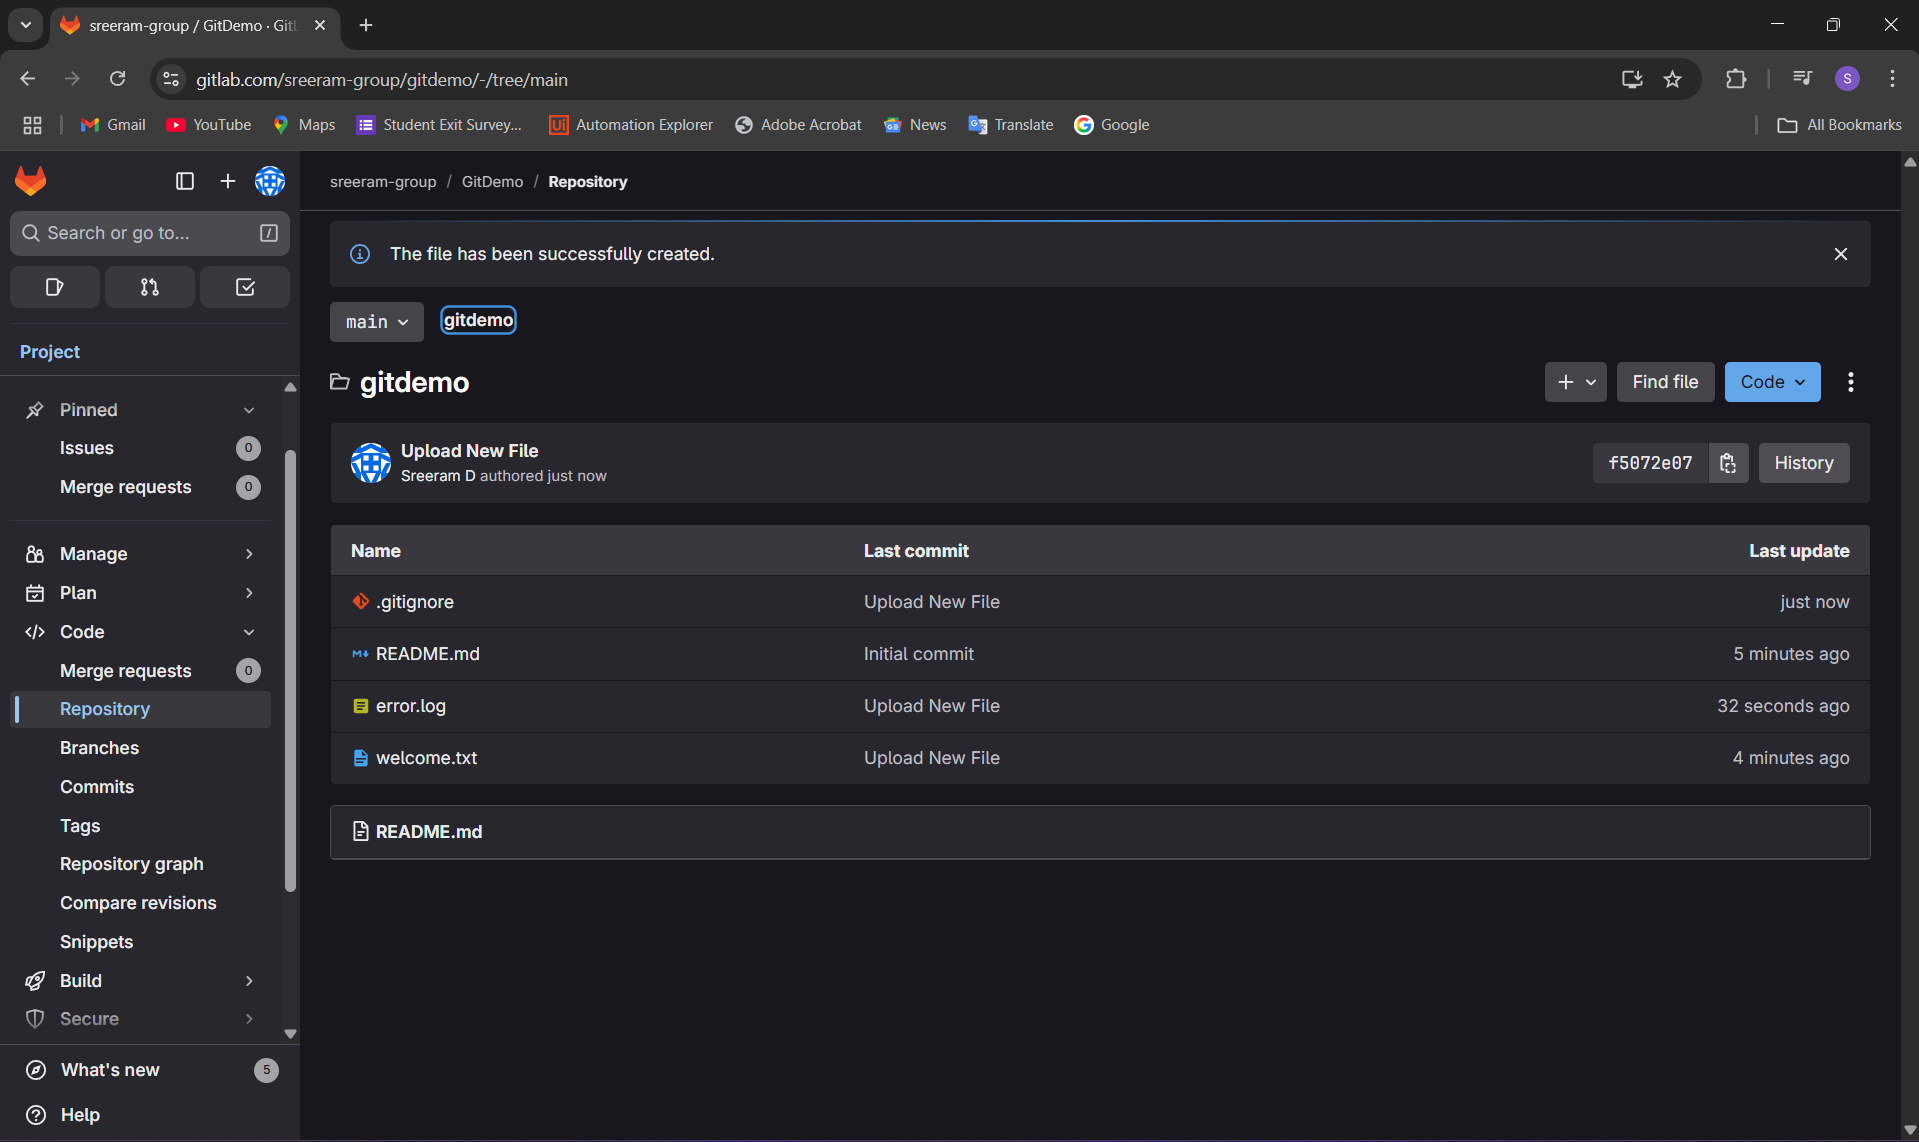 sreeram-group / GitDemo · Git
gitlab.com/sreeram-group/gitdemo/-/tree/main
S
Gmail
YouTube
Maps
Student Exit Survey...
Ui Automation Explorer
Adobe Acrobat
News
Translate
Google
All Bookmarks
Search or go to...
/
Project
Pinned
Issues 0
Merge requests 0
Manage
Plan
Code
Merge requests 0
Repository
Branches
Commits
Tags
Repository graph
Compare revisions
Snippets
Build
Secure
What's new 5
Help
sreeram-group / GitDemo / Repository
The file has been successfully created.
main
gitdemo
gitdemo
Find file
Code
Upload New File
Sreeram D authored just now
f5072e07
History
Name Last commit Last update
.gitignore Upload New File just now
README.md Initial commit 5 minutes ago
error.log Upload New File 32 seconds ago
welcome.txt Upload New File 4 minutes ago
README.md